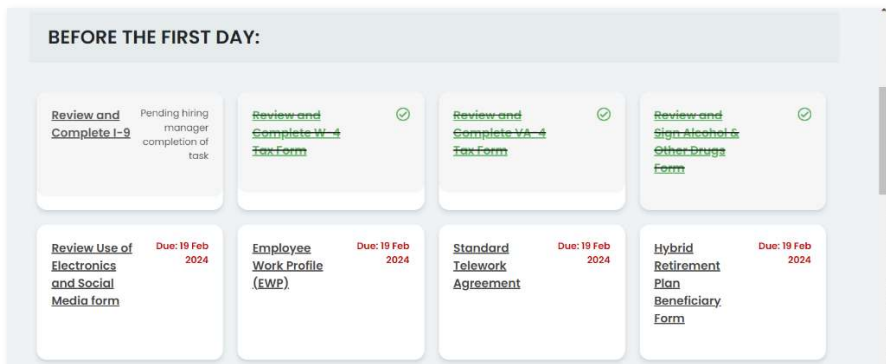 BEFORE THE FIRST DAY:
Review and
Complete I-9
Pending hiring
manager
completion of
task
Review and
Complete W-4
Tax Form
Review and
Complete VA-4
Tax Form
Review and
Sign Alcohol &
Other Drugs
Form
Review Use of
Electronics
and Social
Media form
Due: 19 Feb
2024
Employee
Work Profile
(EWP)
Due: 19 Feb
2024
Standard
Telework
Agreement
Due: 19 Feb
2024
Hybrid
Retirement
Plan
Beneficiary
Form
Due: 19 Feb
2024